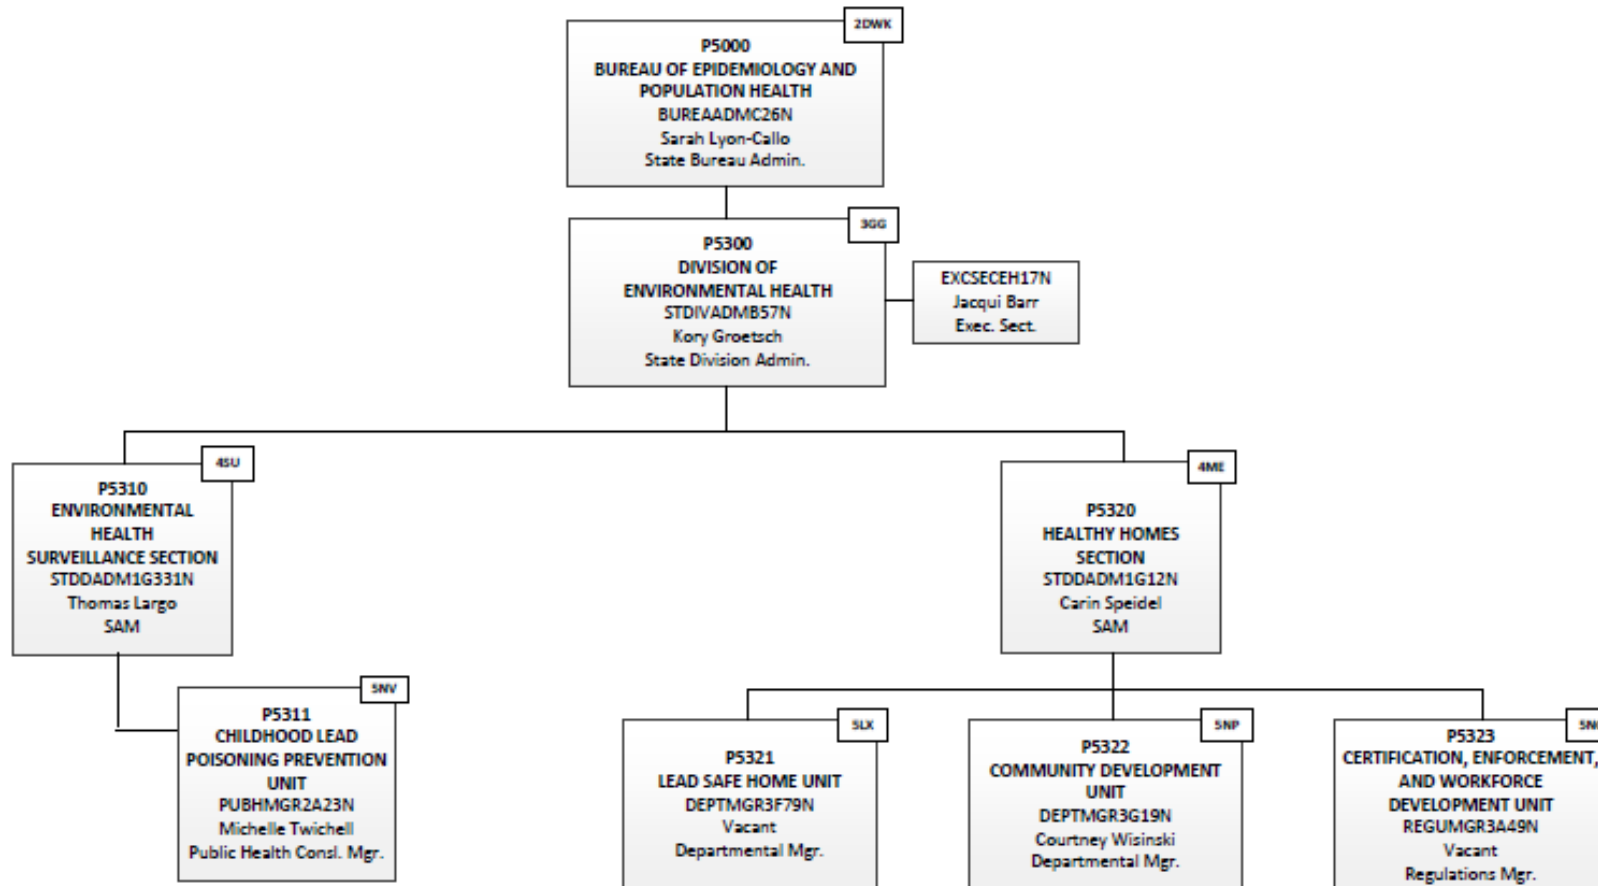 2DWK
P5000
BUREAU OF EPIDEMIOLOGY AND
POPULATION HEALTH
BUREAADMC26N
Sarah Lyon-Callo
State Bureau Admin.
3GG
P5300
DIVISION OF
ENVIRONMENTAL HEALTH
STDIVADMB57N
Kory Groetsch
State Division Admin.
EXCSECEH17N
Jacqui Barr
Exec. Sect.
4SU
P5310
ENVIRONMENTAL
HEALTH
SURVEILLANCE SECTION
STDDADM1G331N
Thomas Largo
SAM
4ME
P5320
HEALTHY HOMES
SECTION
STDDADM1G12N
Carin Speidel
SAM
5NV
P5311
CHILDHOOD LEAD
POISONING PREVENTION
UNIT
PUBHMGR2A23N
Michelle Twichell
Public Health Consl. Mgr.
5LX
P5321
LEAD SAFE HOME UNIT
DEPTMGR3F79N
Vacant
Departmental Mgr.
5NP
P5322
COMMUNITY DEVELOPMENT
UNIT
DEPTMGR3G19N
Courtney Wisinski
Departmental Mgr.
P5323
CERTIFICATION, ENFORCEMENT,
AND WORKFORCE
DEVELOPMENT UNIT
REGUMGR3A49N
Vacant
Regulations Mgr.